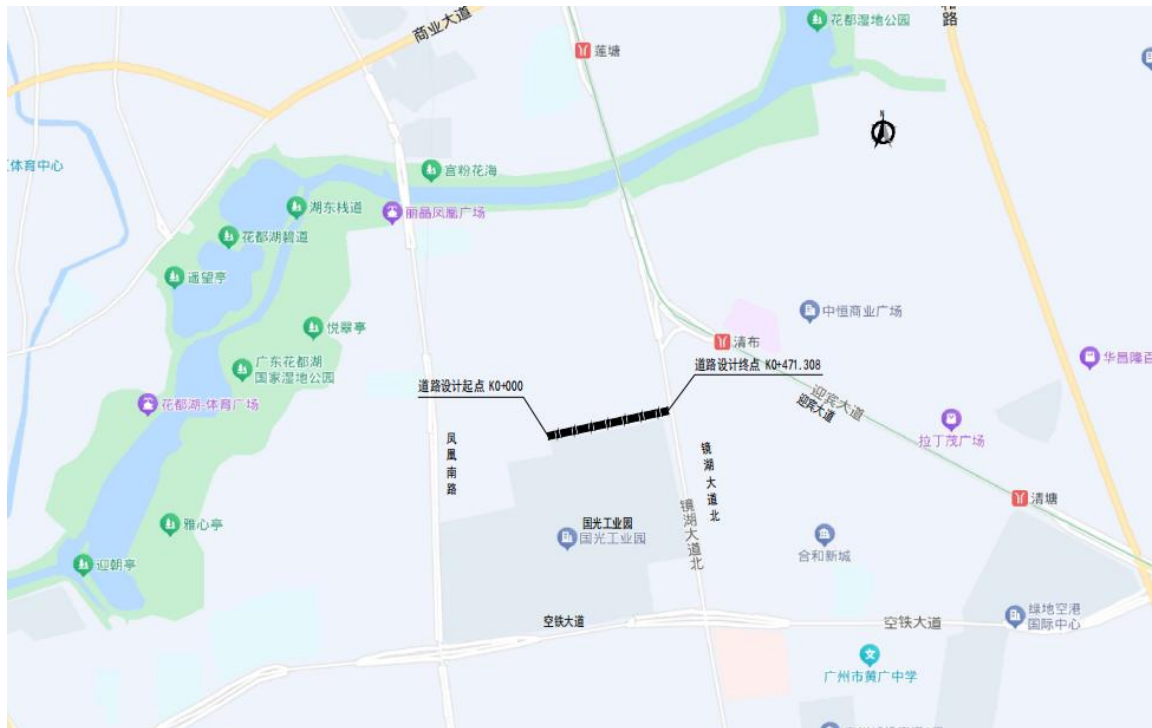 花都湿地公园
商业大道
莲塘
体育中心
宫粉花海
湖东栈道
丽晶凤凰广场
花都湖碧道
遥望亭
中恒商业广场
悦翠亭
清布
广东花都湖
国家湿地公园
道路设计终点 K0+471.308
华昌隆百
道路设计起点 K0+000
花都湖-体育广场
迎宾大道
迎宾大道
拉丁茂广场
凤凰南路
镜湖大道北
清塘
镜湖大道北
雅心亭
国光工业园
国光工业园
合和新城
迎朝亭
空铁大道
空铁大道
绿地空港
国际中心
广州市黄广中学
N